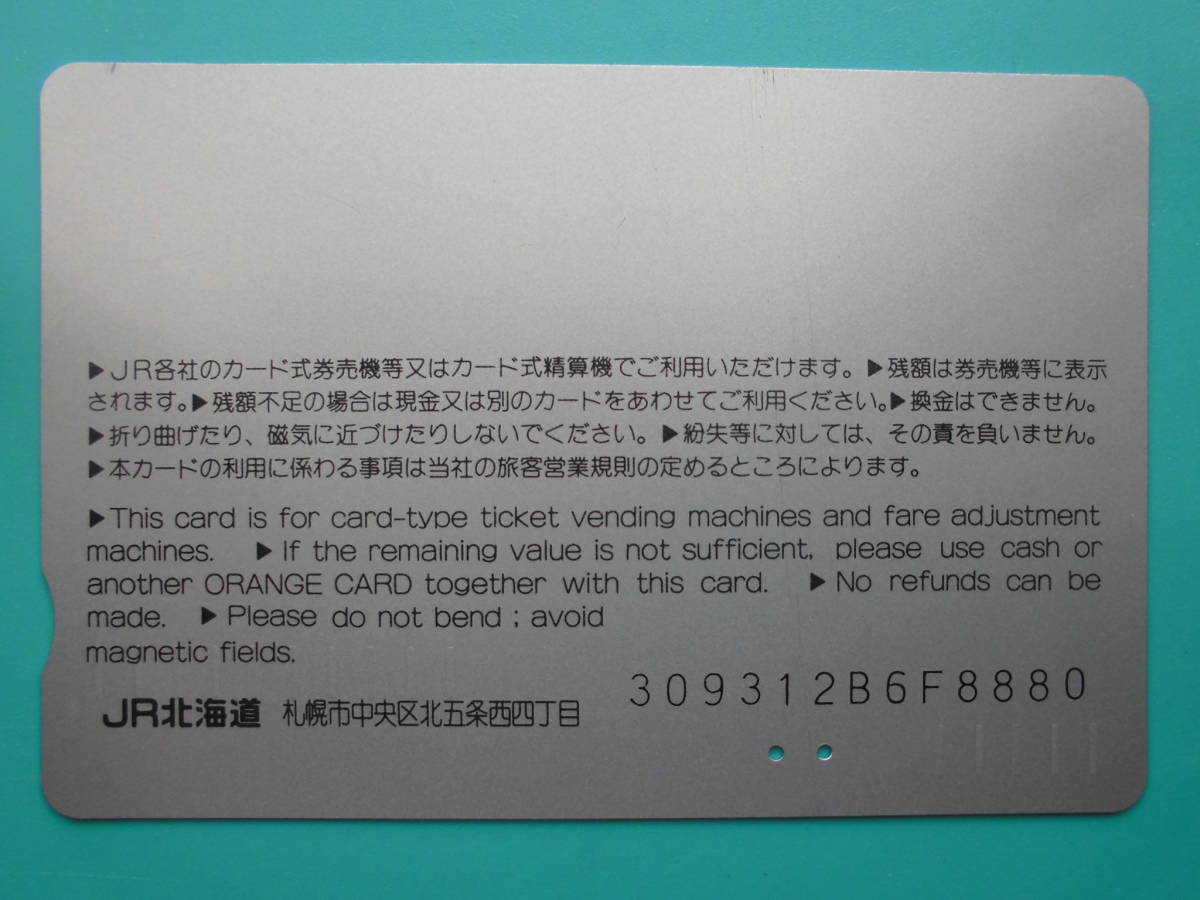 ▶JR各社のカード式券売機等又はカード式精算機でご利用いただけます。▶残額は券売機等に表示
されます。▶残額不足の場合は現金又は別のカードをあわせてご利用ください。▶換金はできません。
▶折り曲げたり、磁気に近づけたりしないでください。▶紛失等に対しては、その責を負いません。
▶本カードの利用に係わる事項は当社の旅客営業規則の定めるところによります。
▶This card is for card-type ticket vending machines and fare adjustment
machines. ▶If the remaining value is not sufficient, please use cash or
another ORANGE CARD together with this card. ▶No refunds can be
made. ▶Please do not bend ; avoid
magnetic fields.
309312B6F8880
JR北海道 札幌市中央区北五条西四丁目